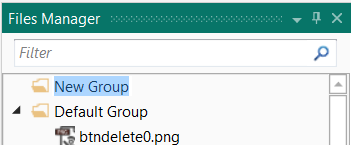 Files Manager
Filter
New Group
Default Group
btndelete0.png